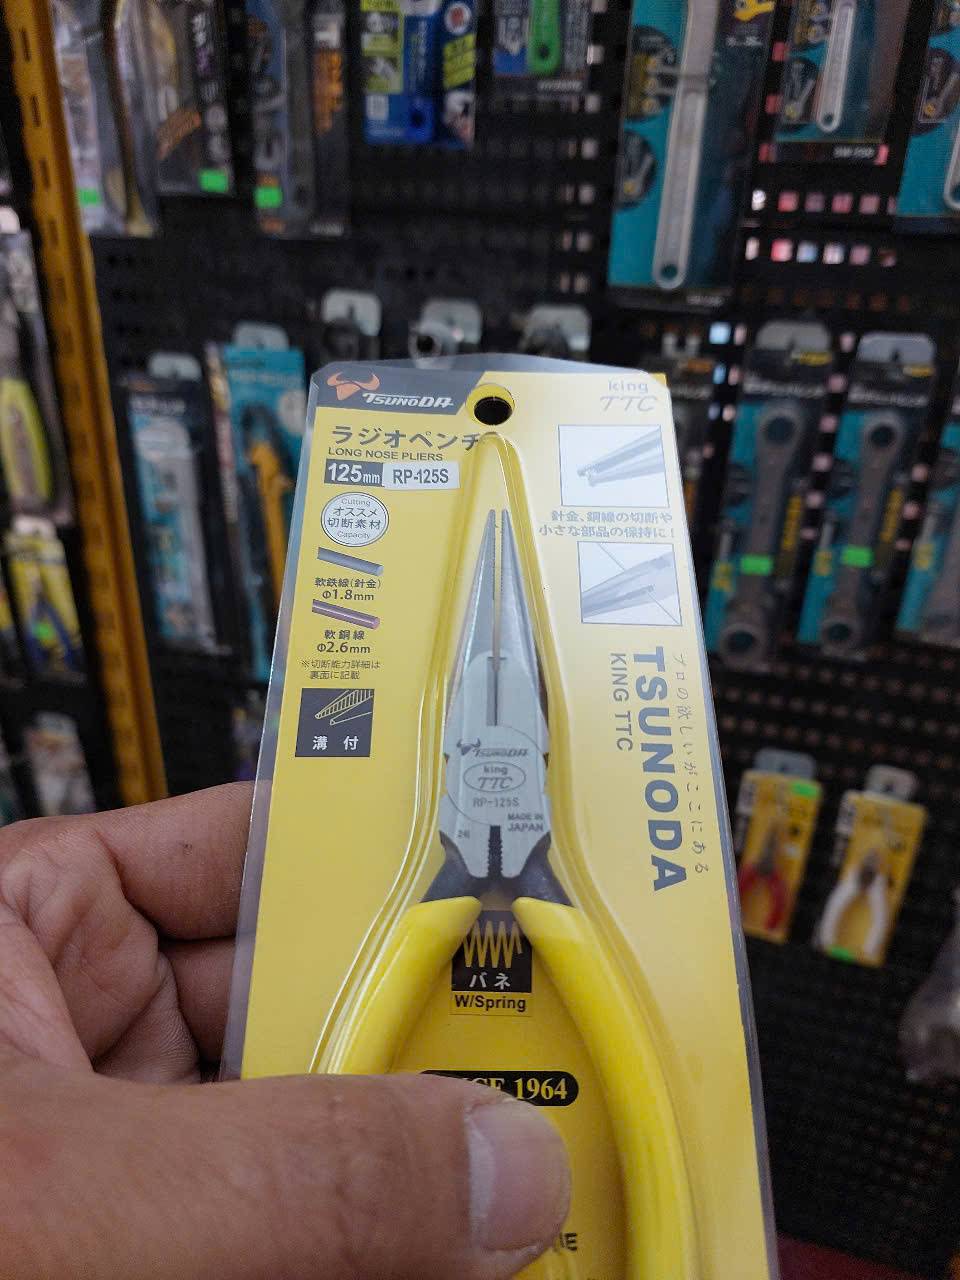 TSUNODA
king
TTC
ラジオペンチ
LONG NOSE PLIERS
125mm
RP-125S
Cutting
オススメ
切断素材
Capacity
軟鉄線(針金)
Φ1.8mm
軟銅線
Φ2.6mm
※切断能力詳細は
裏面に記載
溝付
針金、銅線の切断や
小さな部品の保持に!
プロの欲しいがここにある
TSUNODA
KING TTC
TSUNODA
king
TTC
RP-125S
MADE IN
JAPAN
バネ
W/Spring
1964